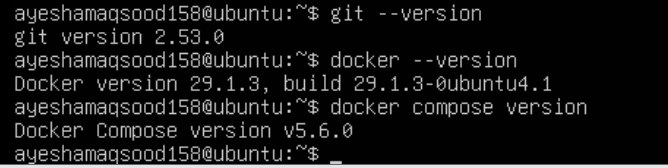 ayeshamaqsood158@ubuntu:~$ git --version
git version 2.53.0
ayeshamaqsood158@ubuntu:~$ docker --version
Docker version 29.1.3, build 29.1.3-0ubuntu4.1
ayeshamaqsood158@ubuntu:~$ docker compose version
Docker Compose version v5.6.0
ayeshamaqsood158@ubuntu:~$ _